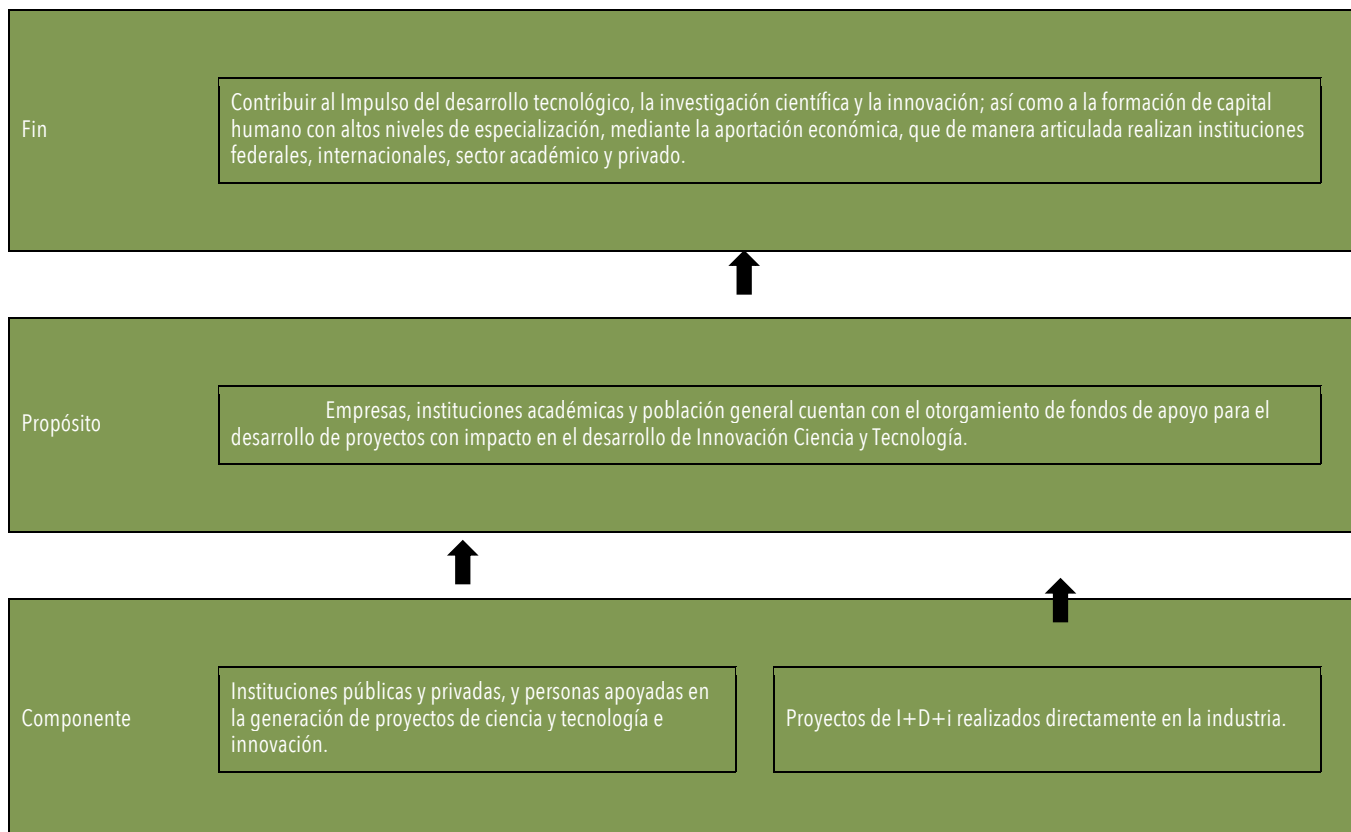 Fin
Contribuir al Impulso del desarrollo tecnológico, la investigación científica y la innovación; así como a la formación de capital
humano con altos niveles de especialización, mediante la aportación económica, que de manera articulada realizan instituciones
federales, internacionales, sector académico y privado.
Propósito
Empresas, instituciones académicas y población general cuentan con el otorgamiento de fondos de apoyo para el
desarrollo de proyectos con impacto en el desarrollo de Innovación Ciencia y Tecnología.
Componente
Instituciones públicas y privadas, y personas apoyadas en
la generación de proyectos de ciencia y tecnología e
innovación.
Proyectos de I+D+i realizados directamente en la industria.